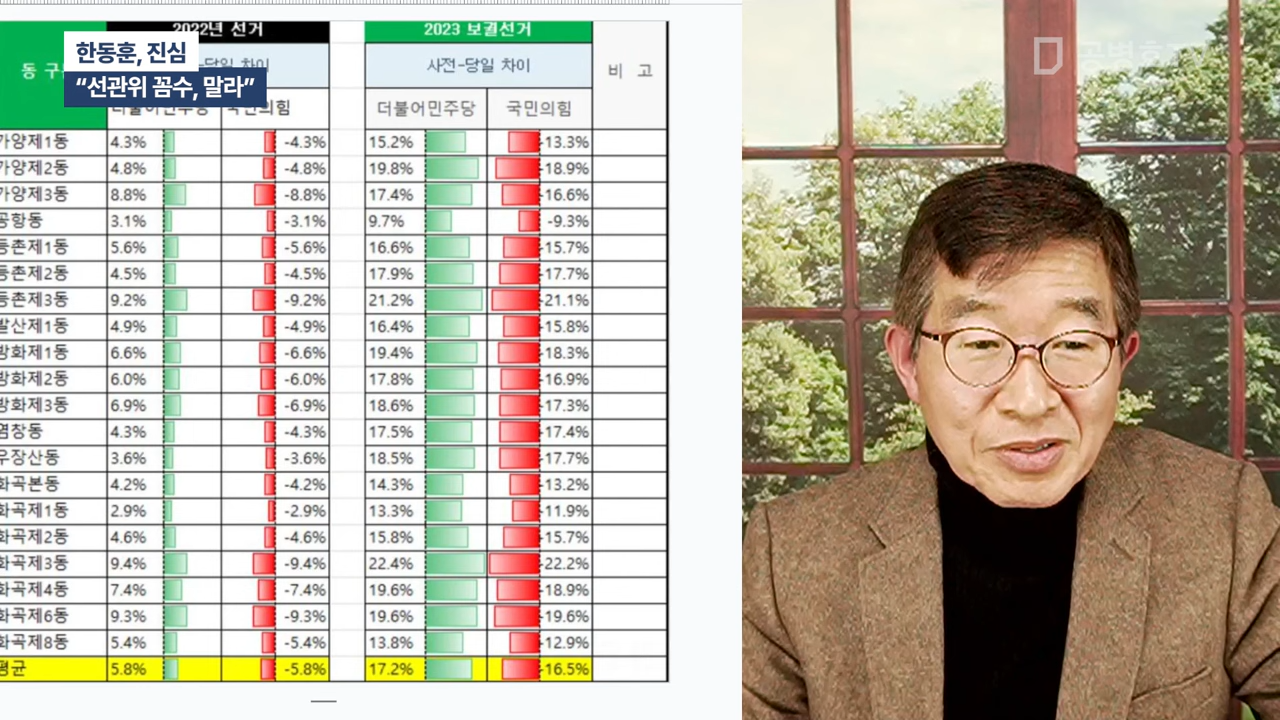 2022년 선거
2023 보궐선거
한동훈, 진심
“선관위 꼼수, 말라”
동
차이
사전-당일 차이
비 고
더불어민주당 국민의힘
더불어민주당 국민의힘
가양제1동 4.3% -4.3% 15.2% -13.3%
가양제2동 4.8% -4.8% 19.8% -18.9%
가양제3동 8.8% -8.8% 17.4% -16.6%
공항동 3.1% -3.1% 9.7% -9.3%
등촌제1동 5.6% -5.6% 16.6% -15.7%
등촌제2동 4.5% -4.5% 17.9% -17.7%
등촌제3동 9.2% -9.2% 21.2% -21.1%
발산제1동 4.9% -4.9% 16.4% -15.8%
방화제1동 6.6% -6.6% 19.4% -18.3%
방화제2동 6.0% -6.0% 17.8% -16.9%
방화제3동 6.9% -6.9% 18.6% -17.3%
염창동 4.3% -4.3% 17.5% -17.4%
우장산동 3.6% -3.6% 18.5% -17.7%
화곡본동 4.2% -4.2% 14.3% -13.2%
화곡제1동 2.9% -2.9% 13.3% -11.9%
화곡제2동 4.6% -4.6% 15.8% -15.7%
화곡제3동 9.4% -9.4% 22.4% -22.2%
화곡제4동 7.4% -7.4% 19.6% -18.9%
화곡제6동 9.3% -9.3% 19.6% -19.6%
화곡제8동 5.4% -5.4% 13.8% -12.9%
평균 5.8% -5.8% 17.2% -16.5%